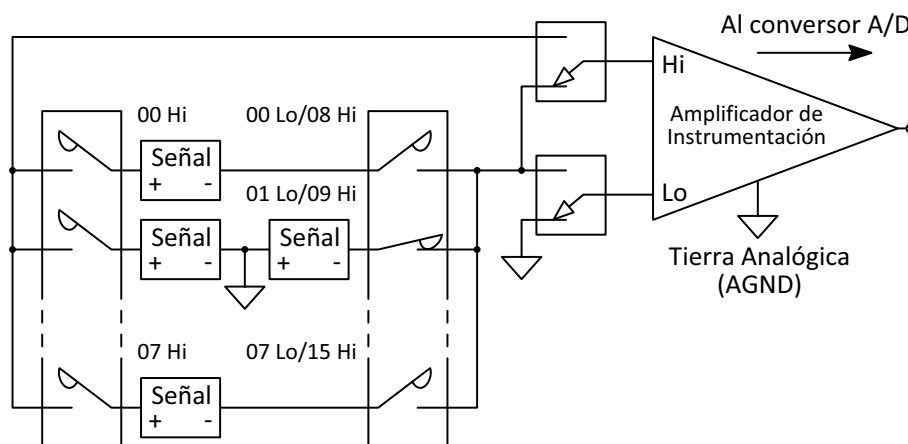 Al conversor A/D
Hi
Amplificador de
Instrumentación
Lo
Tierra Analógica
(AGND)
00 Hi
00 Lo/08 Hi
Señal
+ -
01 Lo/09 Hi
Señal
+ -
Señal
+ -
07 Hi
07 Lo/15 Hi
Señal
+ -